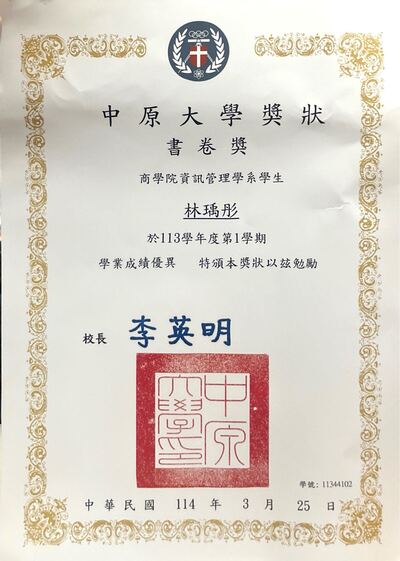 中原大學獎狀
書卷獎
商學院資訊管理學系學生
林瑀彤
於113學年度第1學期
學業成績優異 特頒本獎狀以茲勉勵
校長 李英明
中原大學印
學號: 11344102
中華民國 114 年 3 月 25 日